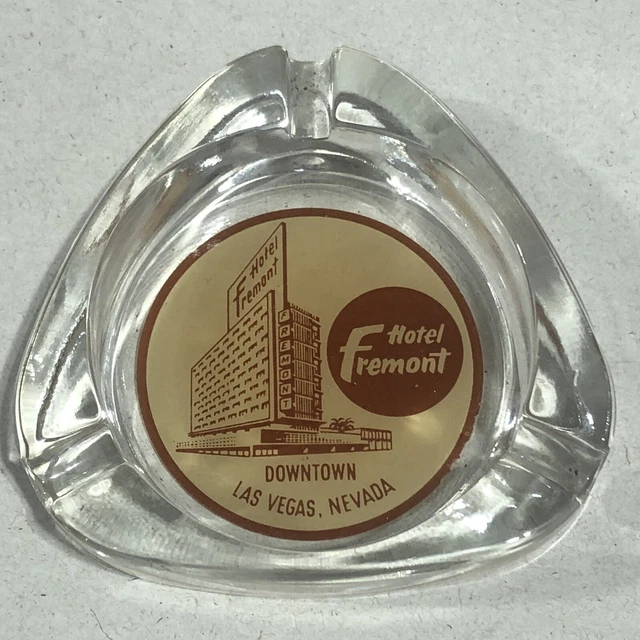 Hotel
Fremont
FREMONT
Hotel
Fremont
DOWNTOWN
LAS VEGAS, NEVADA